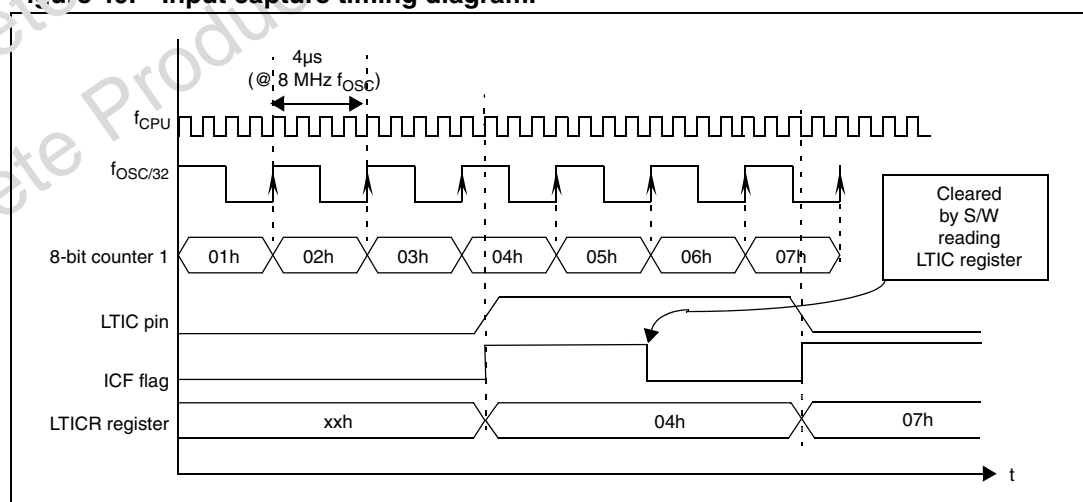 Input capture timing diagram.
4µs
(@ 8 MHz fOSC)
fCPU
fOSC/32
Cleared
by S/W
reading
LTIC register
8-bit counter 1
01h 02h 03h 04h 05h 06h 07h
LTIC pin
ICF flag
LTICR register
xxh 04h 07h
t